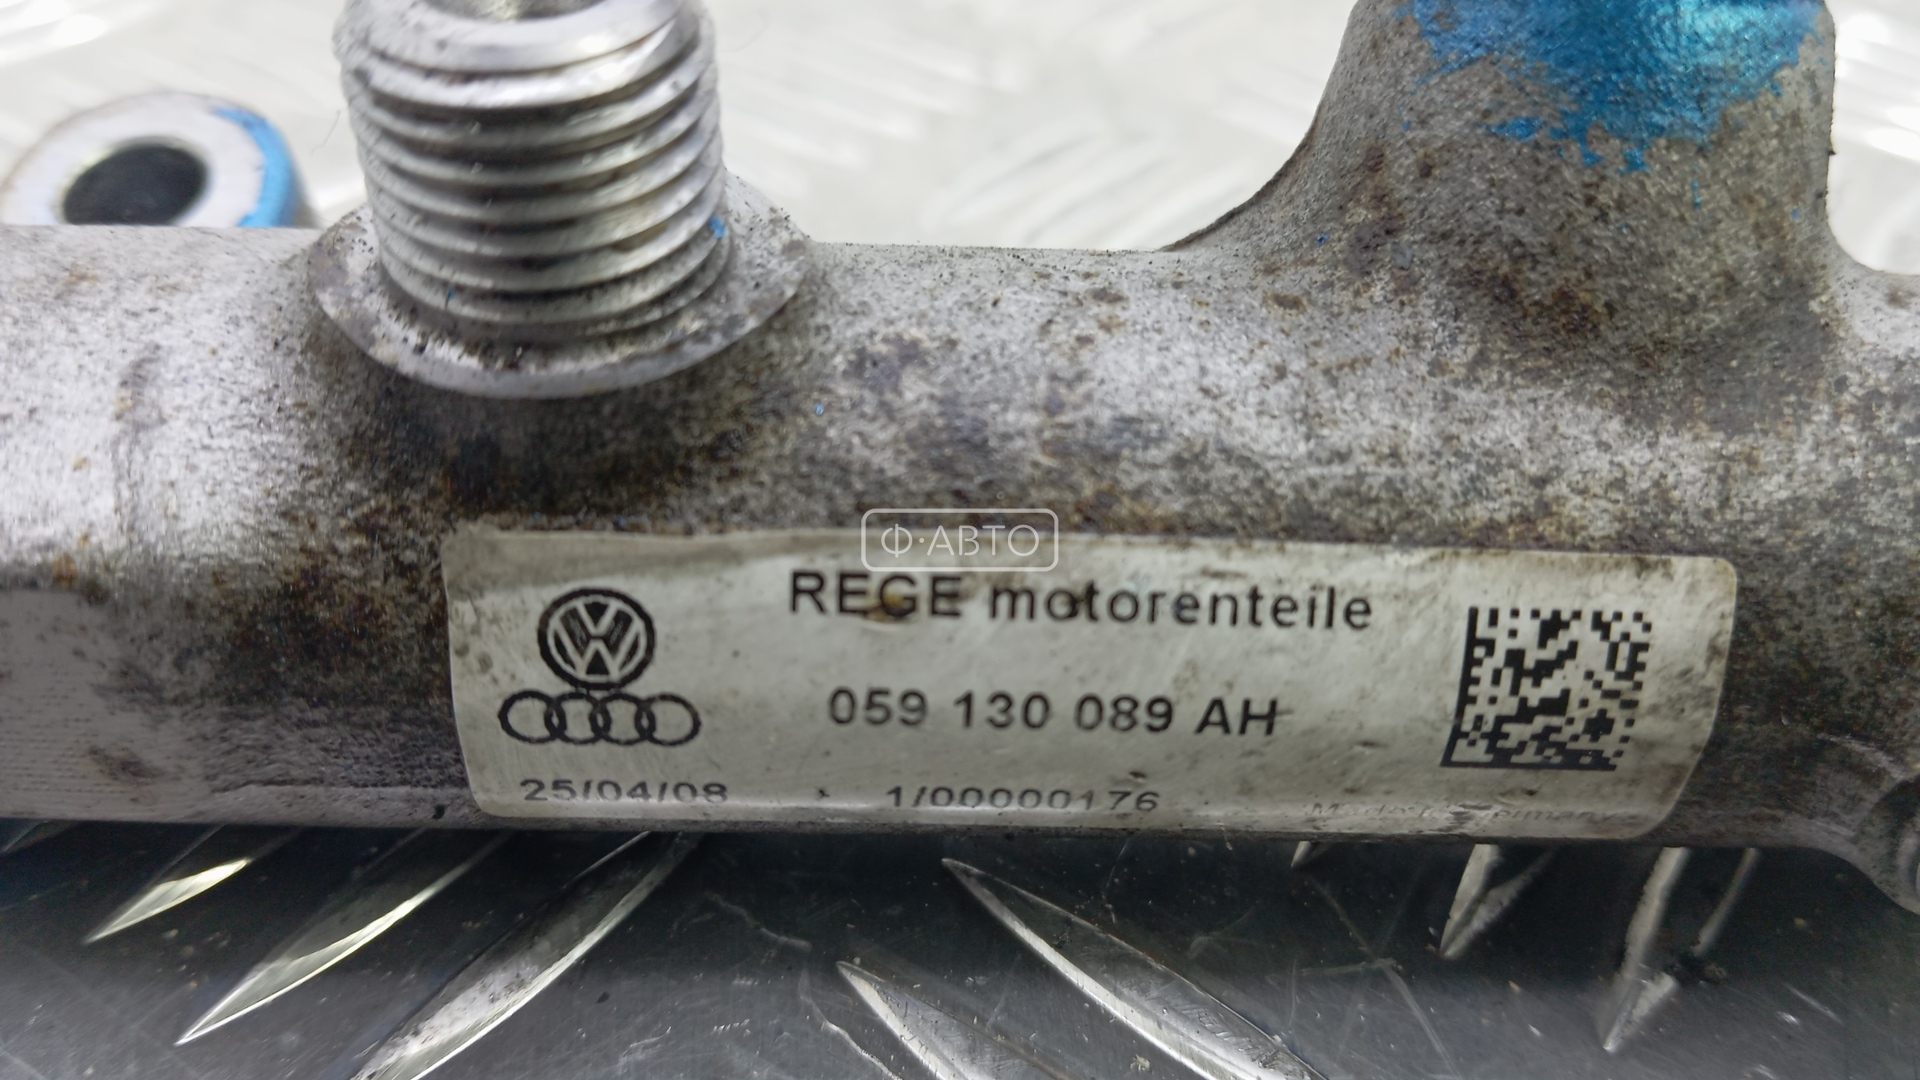 Ф·АВТО
REGE motorenteile
059 130 089 AH
25/04/08 1/00000176